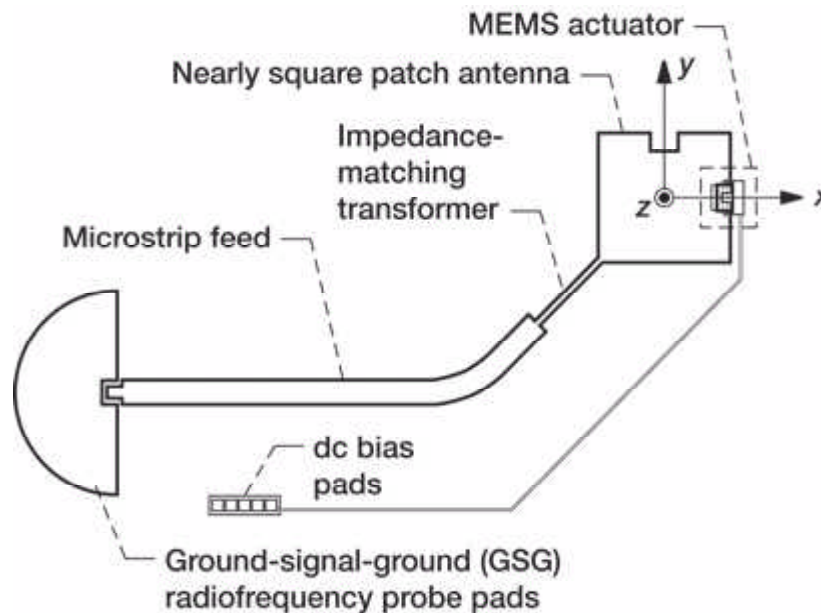 MEMS actuator
Nearly square patch antenna
y
Impedance-
matching
transformer
z
x
Microstrip feed
dc bias
pads
Ground-signal-ground (GSG)
radiofrequency probe pads